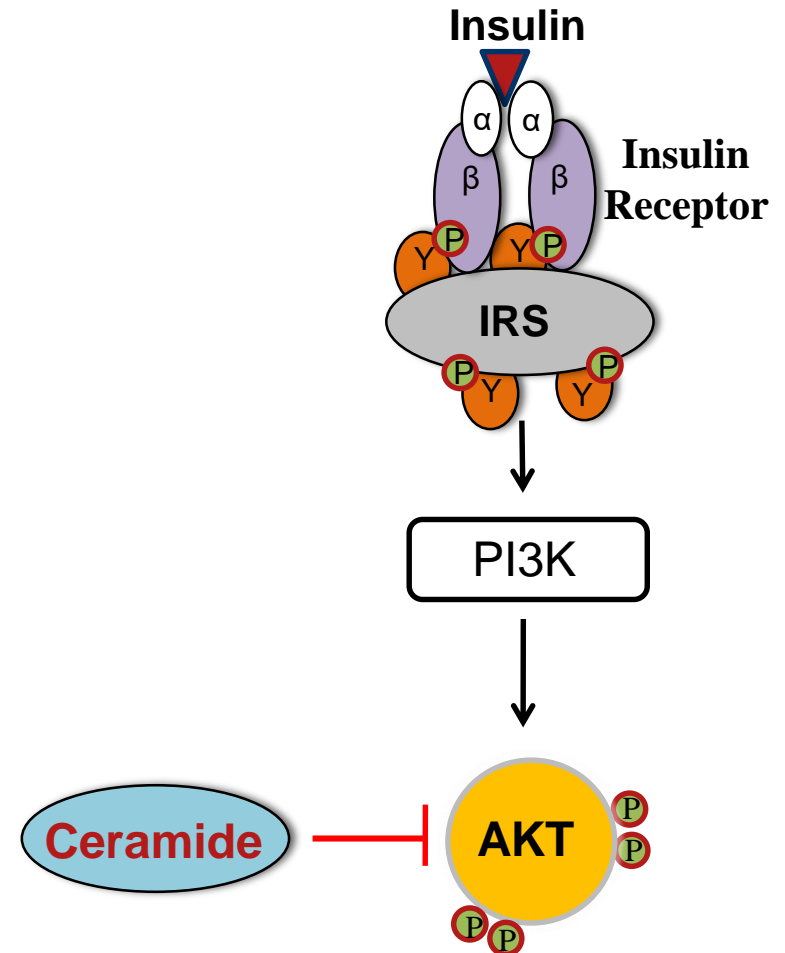 Insulin
α α
β β
Insulin
Receptor
Y P Y P
IRS
P Y Y P
PI3K
Ceramide
AKT
P
P
P P